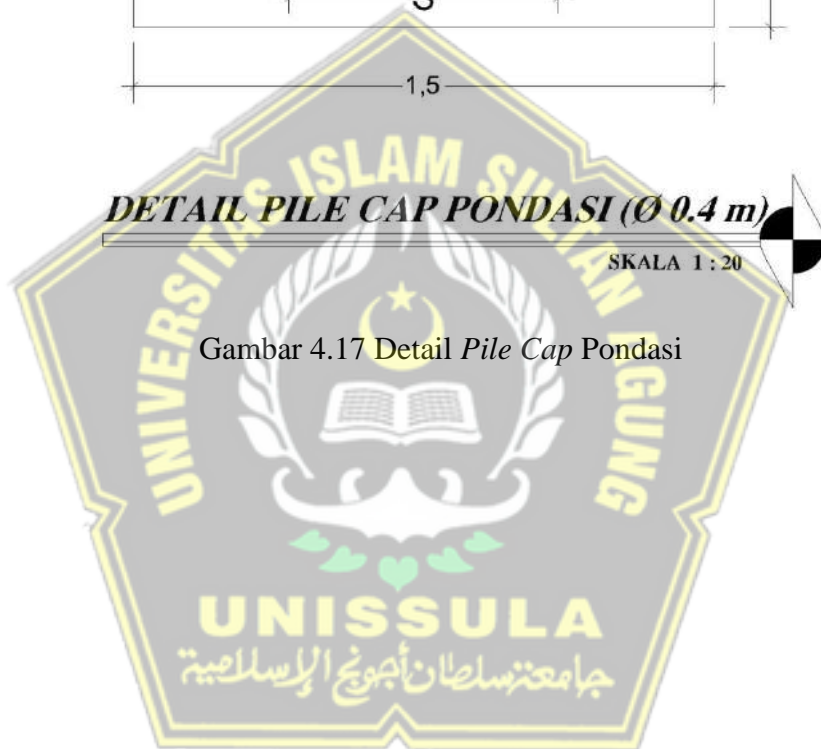 S
1,5
UNIVERSITAS ISLAM SULTAN AGUNG
DETAIL PILE CAP PONDASI (Ø 0.4 m)
SKALA 1 : 20
Gambar 4.17 Detail Pile Cap Pondasi
UNISSULA
جامعة سلطان أجونج الإسلامية